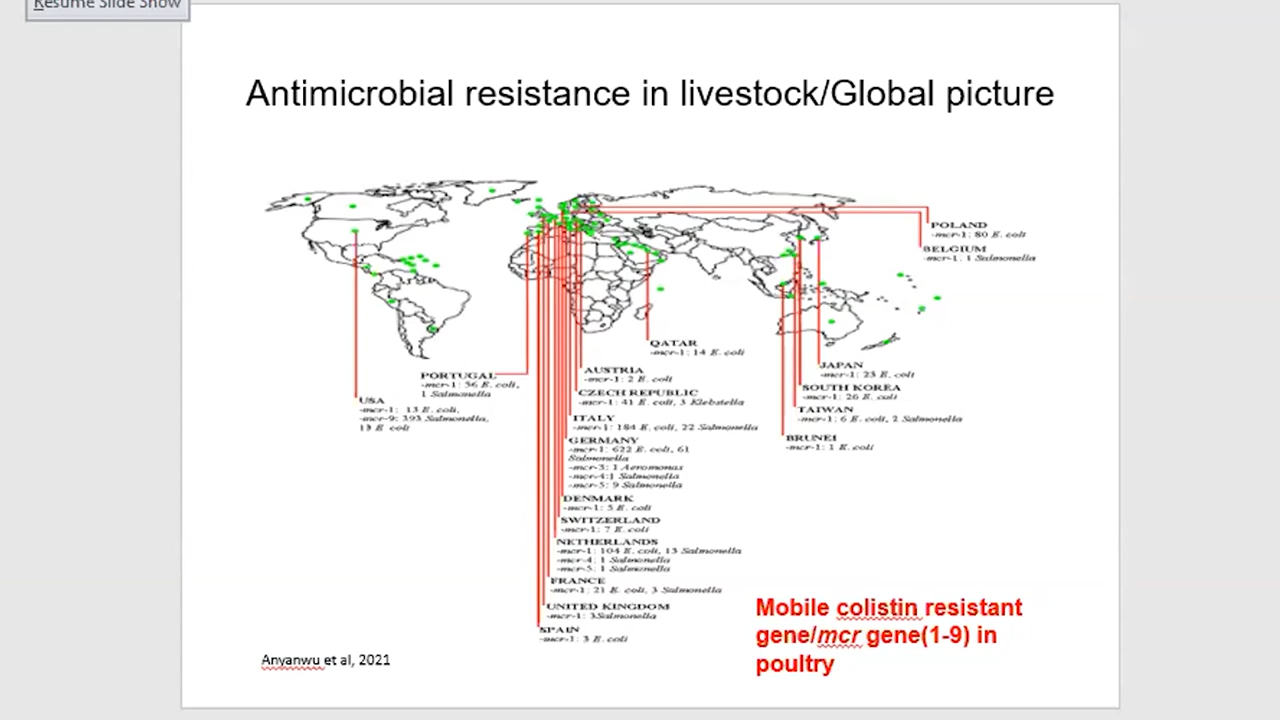 Resume Slide Show
Antimicrobial resistance in livestock/Global picture
POLAND
-mcr-1: 80 E. coli
BELGIUM
-mcr-1: 1 Salmonella
QATAR
-mcr-1: 14 E. coli
PORTUGAL
-mcr-1: 56 E. coli,
1 Salmonella
USA
-mcr-1: 13 E. coli,
-mcr-9: 393 Salmonella,
13 E coli
AUSTRIA
-mcr-1: 2 E. coli
CZECH REPUBLIC
-mcr-1: 41 E. coli, 3 Klebstella
ITALY
-mcr-1: 184 E. coli, 22 Salmonella
GERMANY
-mcr-1: 622 E. coli, 61
Salmonella
-mcr-3: 1 Aeromonas
-mcr-4:1 Salmonella
-mcr-5: 9 Salmonella
DENMARK
-mcr-1: 5 E. coli
SWITZERLAND
-mcr-1: 7 E. coli
NETHERLANDS
-mcr-1: 104 E. coli, 13 Salmonella
-mcr-4: 1 Salmonella
-mcr-5: 1 Salmonella
FRANCE
-mcr-1: 21 E. coli, 3 Salmonella
UNITED KINGDOM
-mcr-1: 3Salmonella
SPAIN
-mcr-1: 3 E. coli
JAPAN
-mcr-1: 23 E. coli
SOUTH KOREA
-mcr-1: 26 E. coli
TAIWAN
-mcr-1: 6 E. coli, 2 Salmonella
BRUNEI
-mcr-1: 1 E. coli
Mobile colistin resistant
gene/mcr gene(1-9) in
poultry
Anyanwu et al, 2021